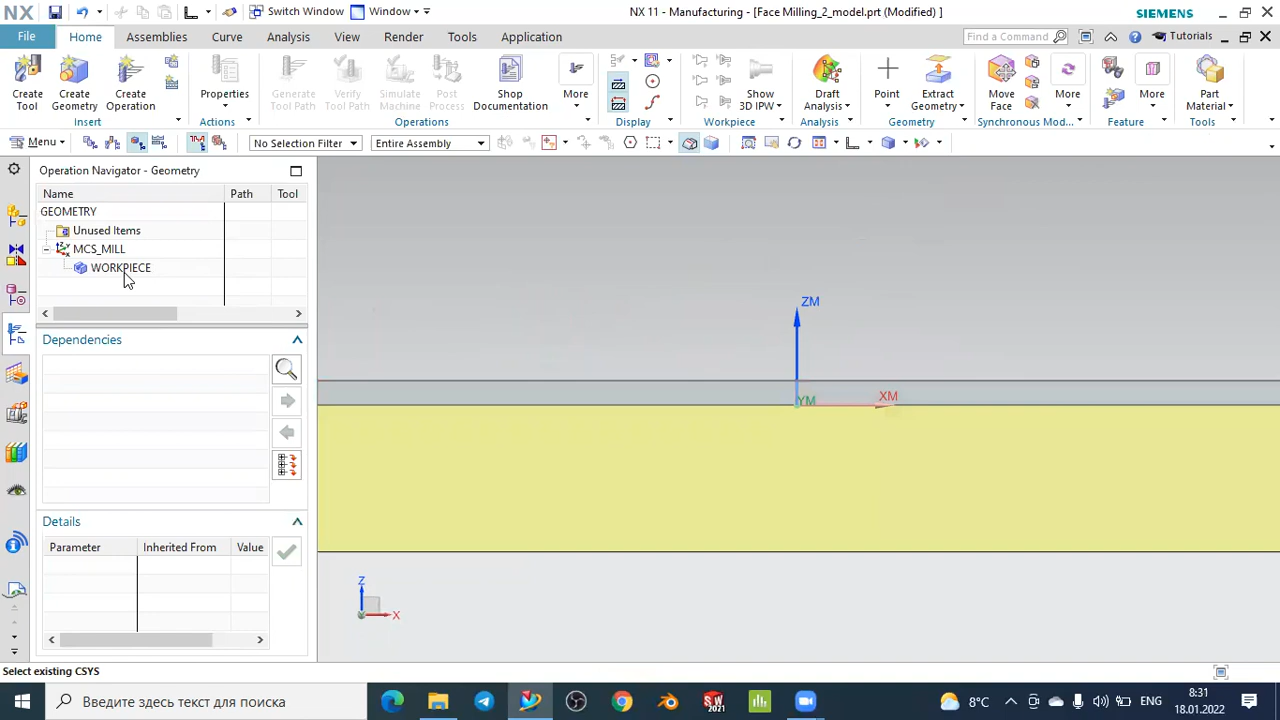 NX
Switch Window
Window
NX 11 - Manufacturing - [Face Milling_2_model.prt (Modified) ]
SIEMENS
File
Home
Assemblies
Curve
Analysis
View
Render
Tools
Application
Find a Command
Tutorials
Create Tool
Create Geometry
Create Operation
Properties
Generate Tool Path
Verify Tool Path
Simulate Machine
Post Process
Shop Documentation
More
Show 3D IPW
Draft Analysis
Point
Extract Geometry
Move Face
More
More
Part Material
Insert
Actions
Operations
Display
Workpiece
Analysis
Geometry
Synchronous Mod...
Feature
Tools
Menu
No Selection Filter
Entire Assembly
Operation Navigator - Geometry
Name
Path
Tool
GEOMETRY
Unused Items
MCS_MILL
WORKPIECE
Dependencies
Details
Parameter
Inherited From
Value
ZM
YM
XM
Z
Y
X
Select existing CSYS
Введите здесь текст для поиска
SW
2021
8°C
ENG
8:31
18.01.2022